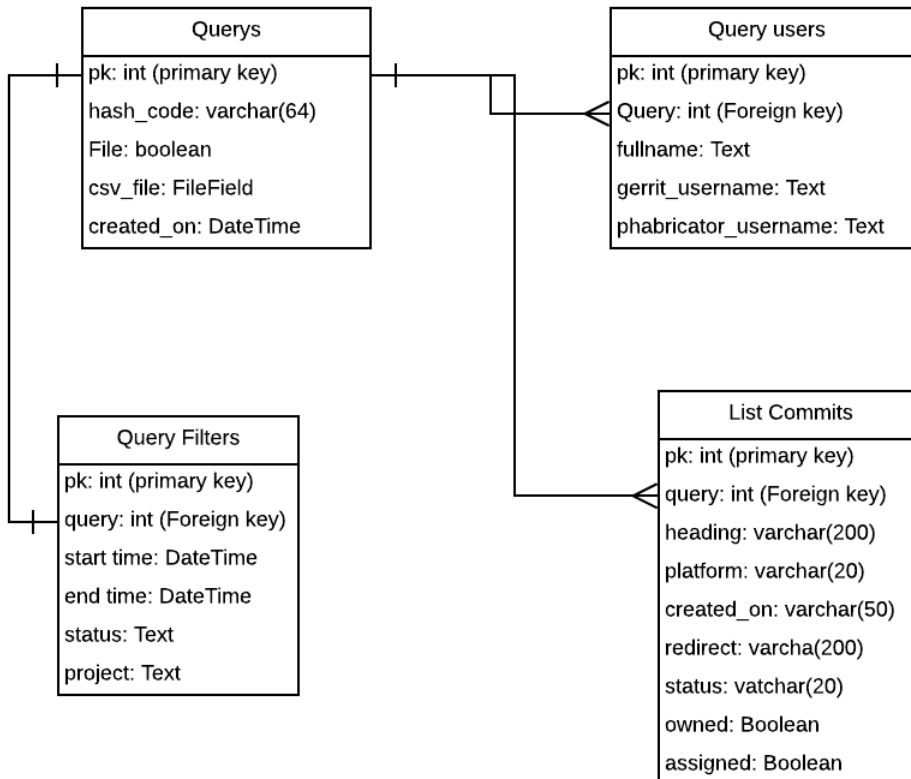 Querys
pk: int (primary key)
hash_code: varchar(64)
File: boolean
csv_file: FileField
created_on: DateTime
Query users
pk: int (primary key)
Query: int (Foreign key)
fullname: Text
gerrit_username: Text
phabricator_username: Text
Query Filters
pk: int (primary key)
query: int (Foreign key)
start time: DateTime
end time: DateTime
status: Text
project: Text
List Commits
pk: int (primary key)
query: int (Foreign key)
heading: varchar(200)
platform: varchar(20)
created_on: varchar(50)
redirect: varcha(200)
status: vatchar(20)
owned: Boolean
assigned: Boolean